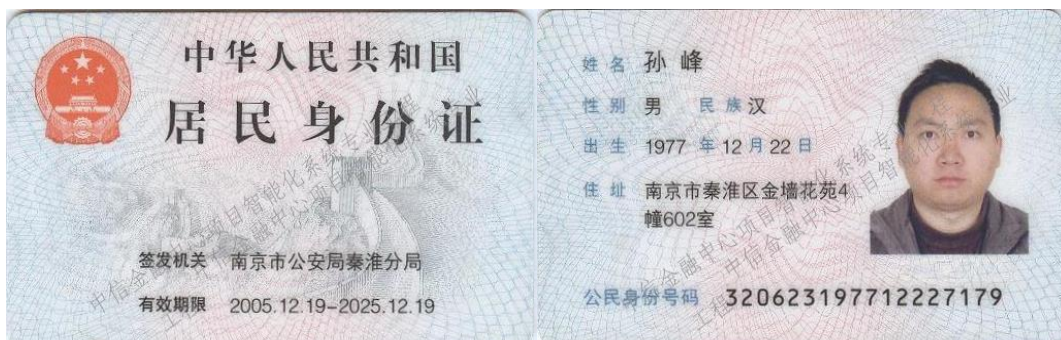 中华人民共和国
居民身份证
签发机关 南京市公安局秦淮分局
有效期限 2005.12.19-2025.12.19
姓名 孙峰
性别 男 民族 汉
出生 1977 年 12 月 22 日
住址 南京市秦淮区金墙花苑4
幢602室
公民身份号码 320623197712227179